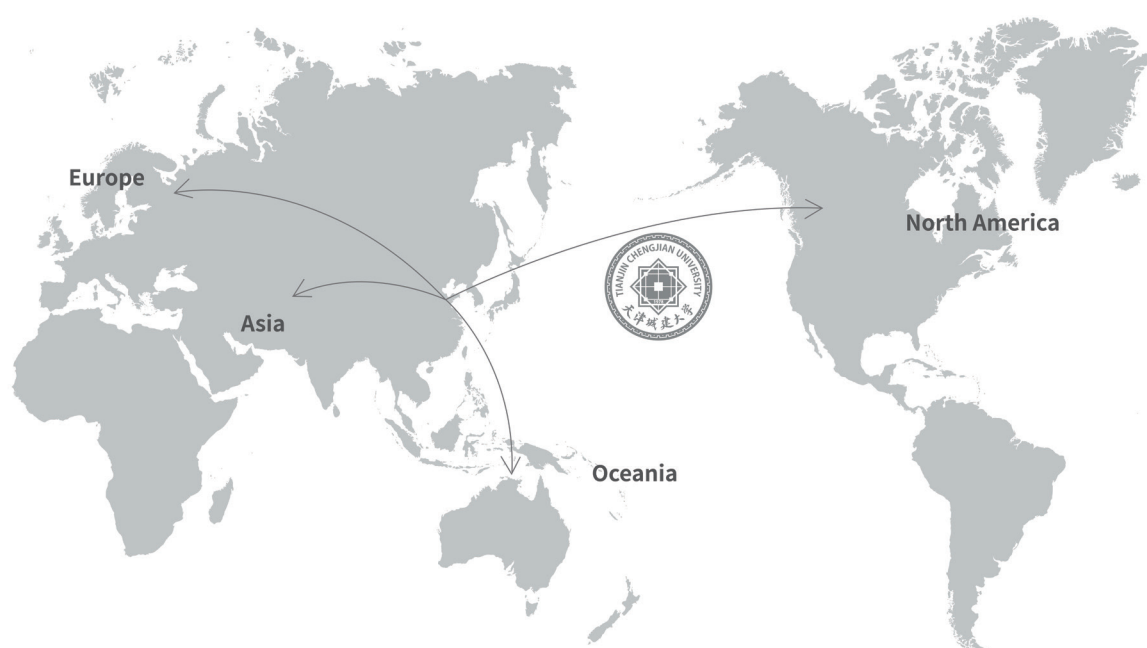 Europe
North America
TIANJIN CHENGJIAN UNIVERSITY
Asia
天津城建大学
Oceania